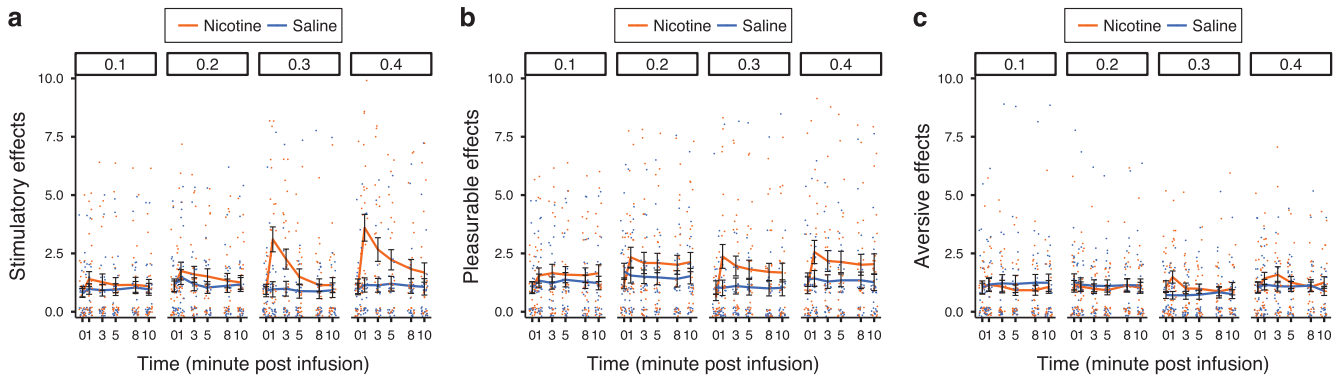 a
Nicotine Saline
0.1 0.2 0.3 0.4
Stimulatory effects
10.0
7.5
5.0
2.5
0.0
01 3 5 8 10 01 3 5 8 10 01 3 5 8 10 01 3 5 8 10
Time (minute post infusion)
b
Nicotine Saline
0.1 0.2 0.3 0.4
Pleasurable effects
10.0
7.5
5.0
2.5
0.0
01 3 5 8 10 01 3 5 8 10 01 3 5 8 10 01 3 5 8 10
Time (minute post infusion)
c
Nicotine Saline
0.1 0.2 0.3 0.4
Aversive effects
10.0
7.5
5.0
2.5
0.0
01 3 5 8 10 01 3 5 8 10 01 3 5 8 10 01 3 5 8 10
Time (minute post infusion)